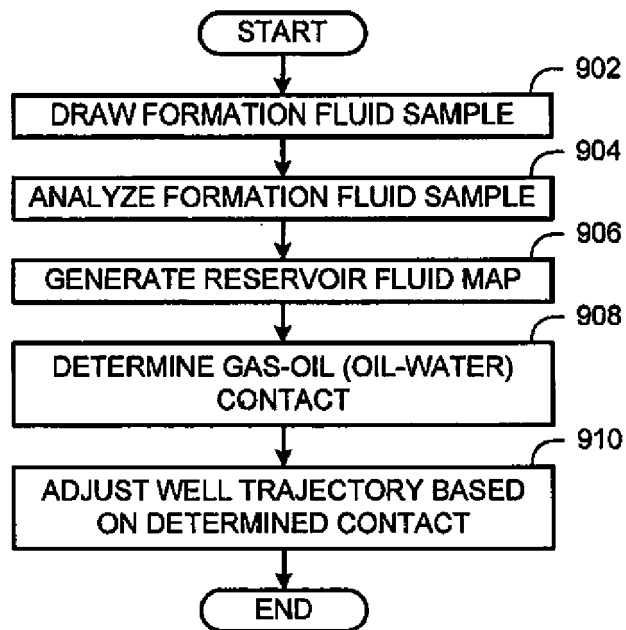 START
902
DRAW FORMATION FLUID SAMPLE
904
ANALYZE FORMATION FLUID SAMPLE
906
GENERATE RESERVOIR FLUID MAP
908
DETERMINE GAS-OIL (OIL-WATER)
CONTACT
910
ADJUST WELL TRAJECTORY BASED
ON DETERMINED CONTACT
END